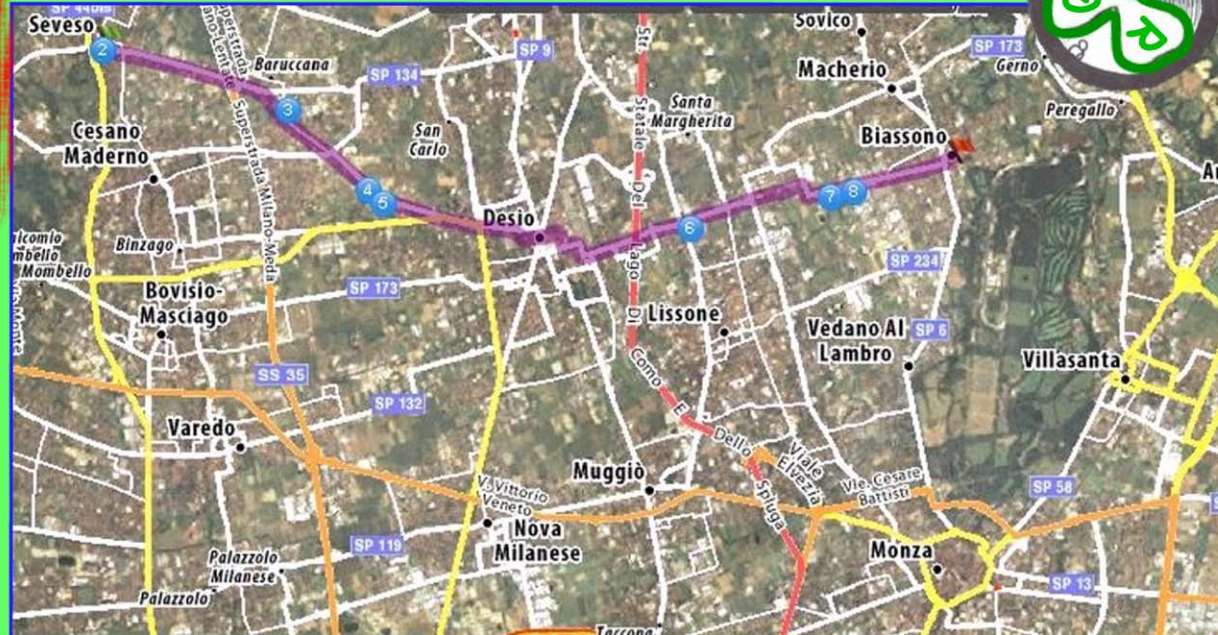 SP 44bis
Seveso
2
Baruccana
SP 134
3
SP 9
Sovico
SP 173
Gerno
Macherio
Peregallo
Str. Statale Del Lago Di Como E Dello Spluga
Santa
Margherita
San
Carlo
Biassono
Cesano
Maderno
Superstrada Milano-Meda
4
5
6
7
8
Desio
Binzago
Mombello
Bovisio-
Masciago
SP 173
SP 234
Lissone
Vedano Al
Lambro
SP 6
Villasanta
SS 35
SP 132
Varedo
Muggiò
Viale
Elvezia
Vle. Cesare
Battisti
SP 58
V. Vittorio
Veneto
Nova
Milanese
SP 119
Palazzolo
Milanese
Palazzolo
Monza
SP 13
Taccona